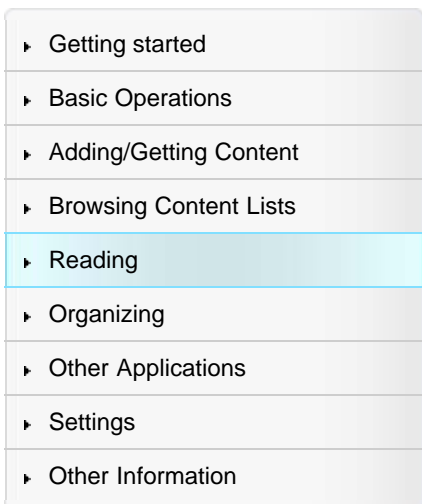 Getting started
Basic Operations
Adding/Getting Content
Browsing Content Lists
Reading
Organizing
Other Applications
Settings
Other Information